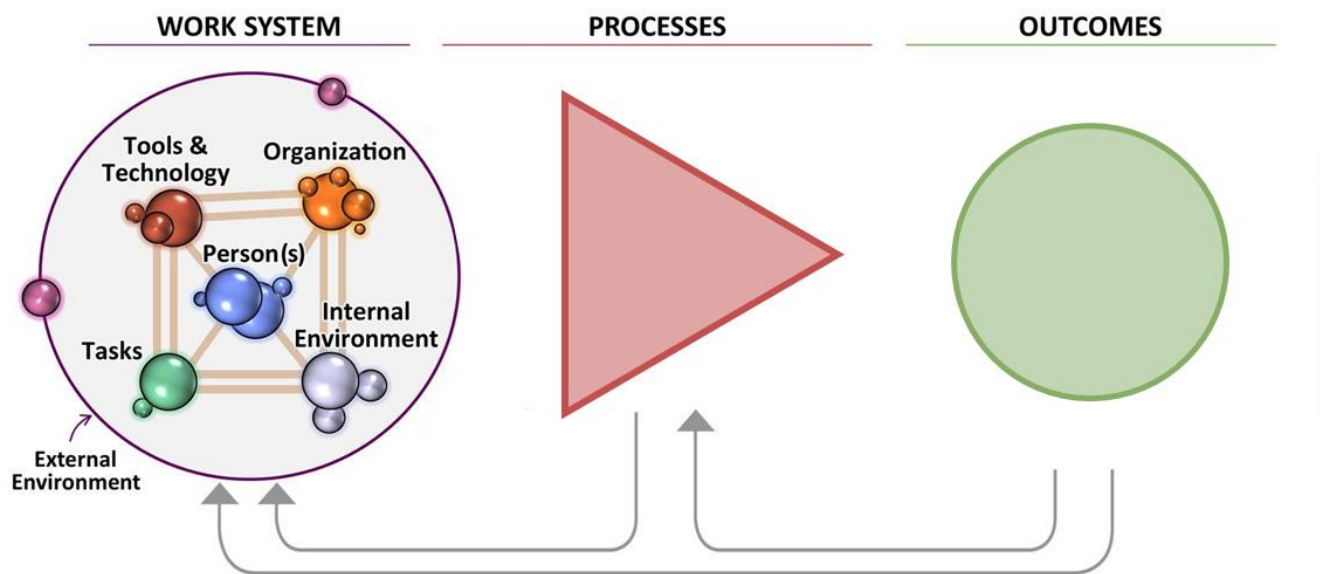 WORK SYSTEM
PROCESSES
OUTCOMES
Tools &
Technology
Organization
Person(s)
Internal
Environment
Tasks
External
Environment